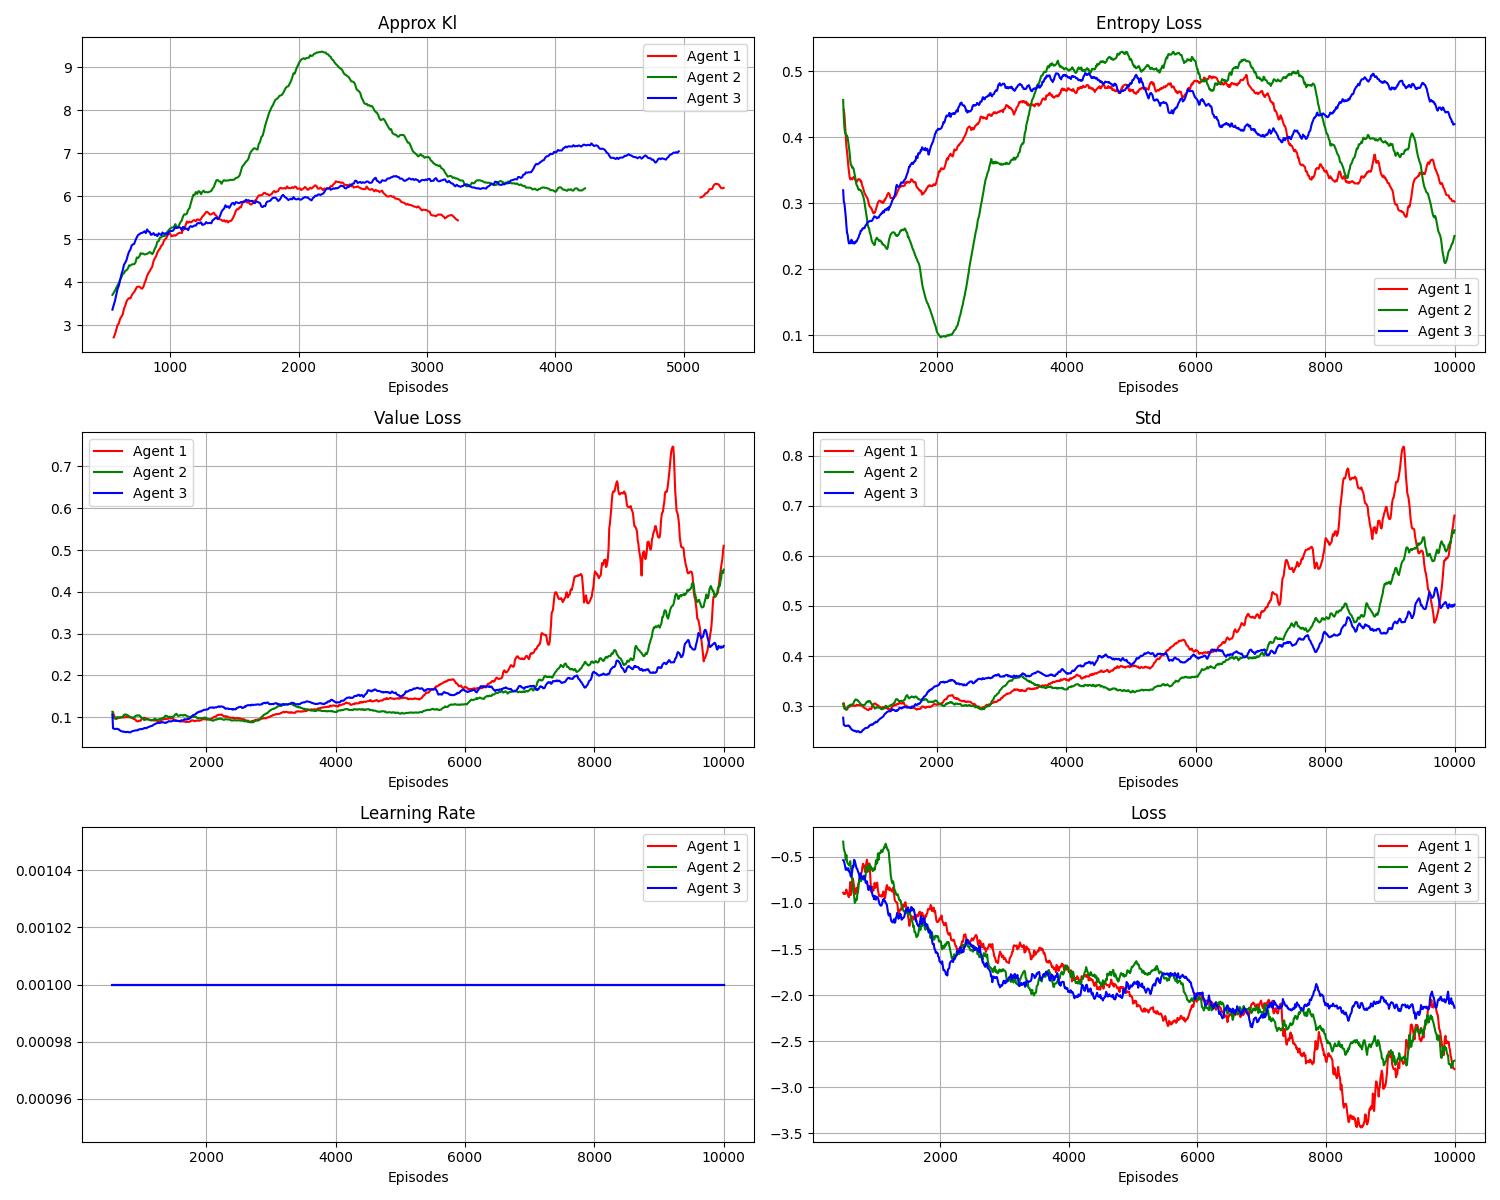 Approx Kl
Agent 1
Agent 2
Agent 3
9
8
7
6
5
4
3
1000 2000 3000 4000 5000
Episodes
Entropy Loss
0.5
0.4
0.3
0.2
0.1
Agent 1
Agent 2
Agent 3
2000 4000 6000 8000 10000
Episodes
Value Loss
Agent 1
Agent 2
Agent 3
0.7
0.6
0.5
0.4
0.3
0.2
0.1
2000 4000 6000 8000 10000
Episodes
Std
Agent 1
Agent 2
Agent 3
0.8
0.7
0.6
0.5
0.4
0.3
2000 4000 6000 8000 10000
Episodes
Learning Rate
Agent 1
Agent 2
Agent 3
0.00104
0.00102
0.00100
0.00098
0.00096
2000 4000 6000 8000 10000
Episodes
Loss
Agent 1
Agent 2
Agent 3
−0.5
−1.0
−1.5
−2.0
−2.5
−3.0
−3.5
2000 4000 6000 8000 10000
Episodes